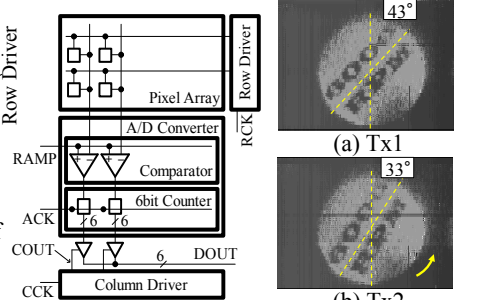 Row Driver
Pixel Array
Row Driver
RCK
A/D Converter
RAMP
Comparator
6bit Counter
ACK
6
6
COUT
6
DOUT
CCK
Column Driver
43°
(a) Tx1
33°
(b) Tx2